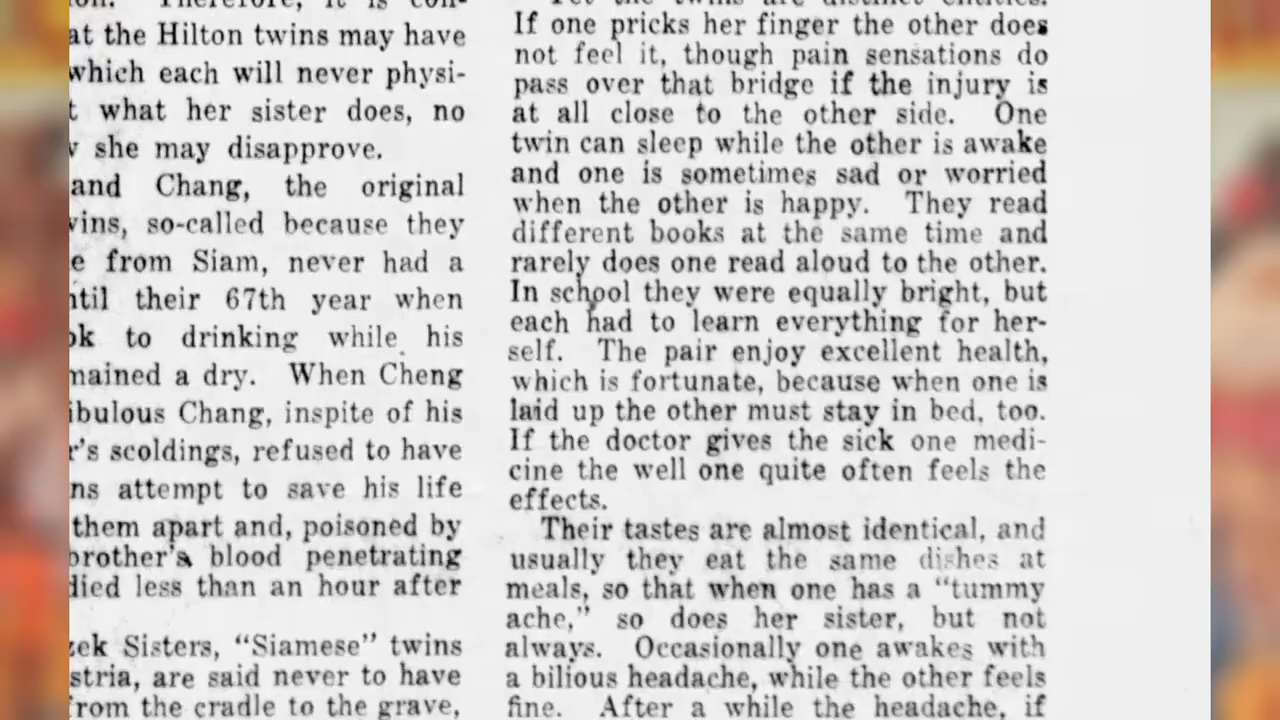 at the Hilton twins may have
which each will never physi-
t what her sister does, no
she may disapprove.
and Chang, the original
wins, so-called because they
e from Siam, never had a
ntil their 67th year when
ok to drinking while his
mained a dry. When Cheng
ibulous Chang, inspite of his
r's scoldings, refused to have
ns attempt to save his life
them apart and, poisoned by
brother's blood penetrating
died less than an hour after
zek Sisters, "Siamese" twins
stria, are said never to have
from the cradle to the grave,
Yet the twins are distinct entities.
If one pricks her finger the other does
not feel it, though pain sensations do
pass over that bridge if the injury is
at all close to the other side. One
twin can sleep while the other is awake
and one is sometimes sad or worried
when the other is happy. They read
different books at the same time and
rarely does one read aloud to the other.
In school they were equally bright, but
each had to learn everything for her-
self. The pair enjoy excellent health,
which is fortunate, because when one is
laid up the other must stay in bed, too.
If the doctor gives the sick one medi-
cine the well one quite often feels the
effects.
Their tastes are almost identical, and
usually they eat the same dishes at
meals, so that when one has a "tummy
ache," so does her sister, but not
always. Occasionally one awakes with
a bilious headache, while the other feels
fine. After a while the headache, if